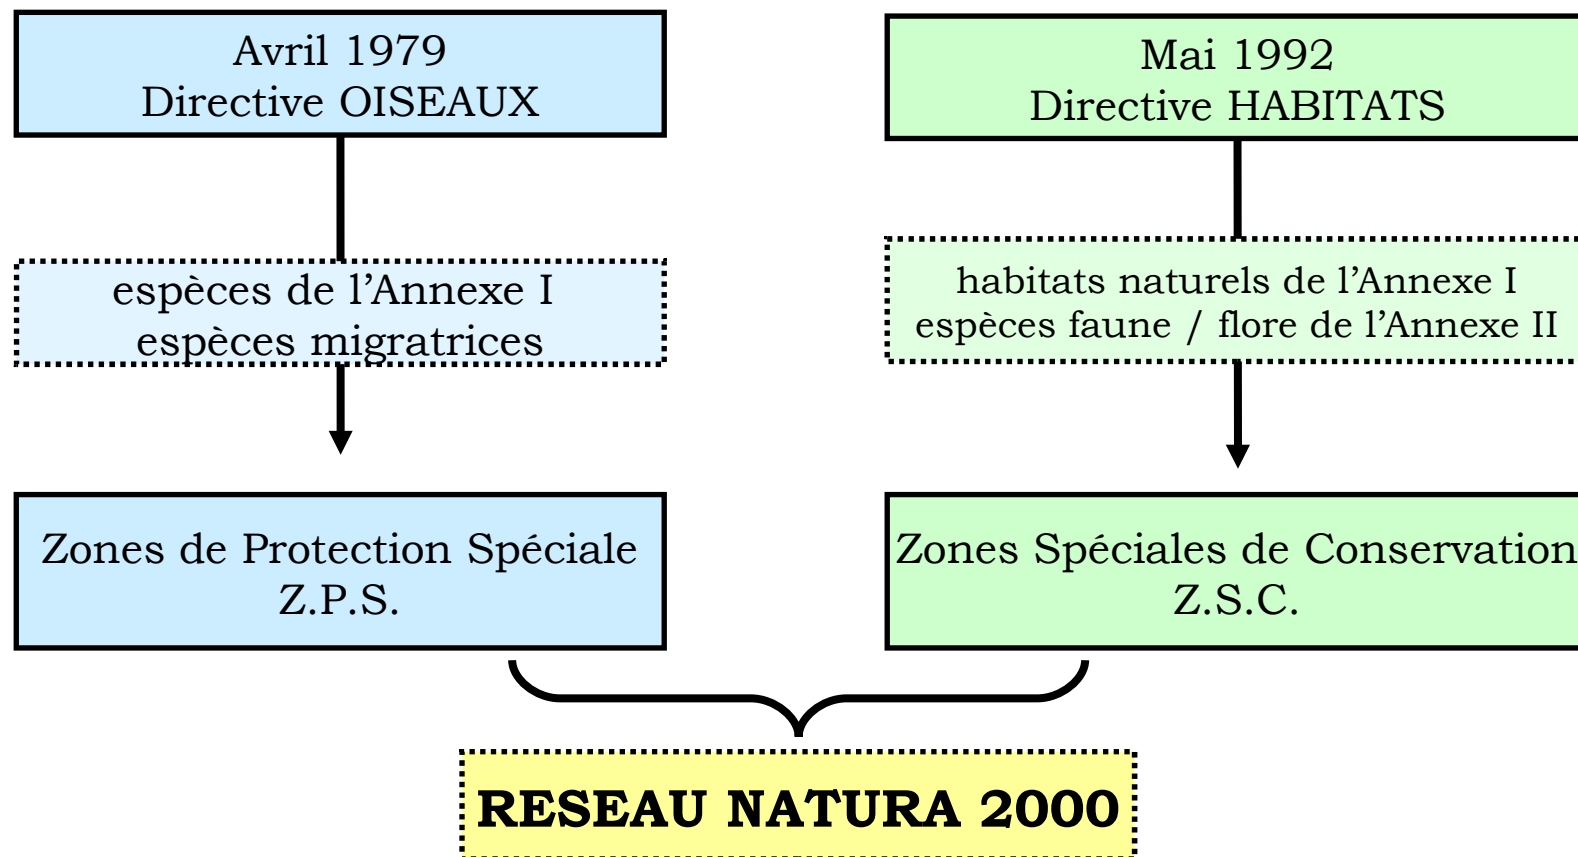 Avril 1979
Directive OISEAUX
espèces de l’Annexe I
espèces migratrices
Zones de Protection Spéciale
Z.P.S.
Mai 1992
Directive HABITATS
habitats naturels de l’Annexe I
espèces faune / flore de l’Annexe II
Zones Spéciales de Conservation
Z.S.C.
RESEAU NATURA 2000